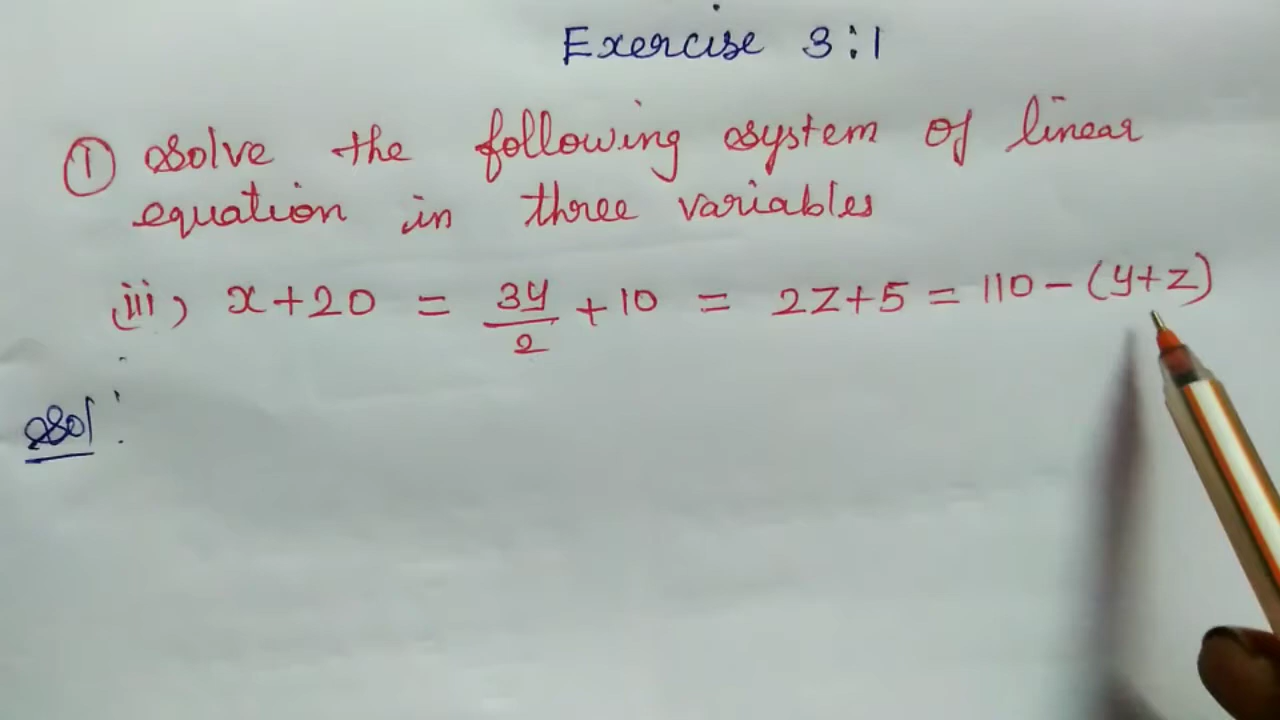 Exercise 3:1
① Solve the following system of linear
equation in three variables
(iii) x+20 = 3y/2 +10 = 2z+5 = 110-(y+z)
Sol: